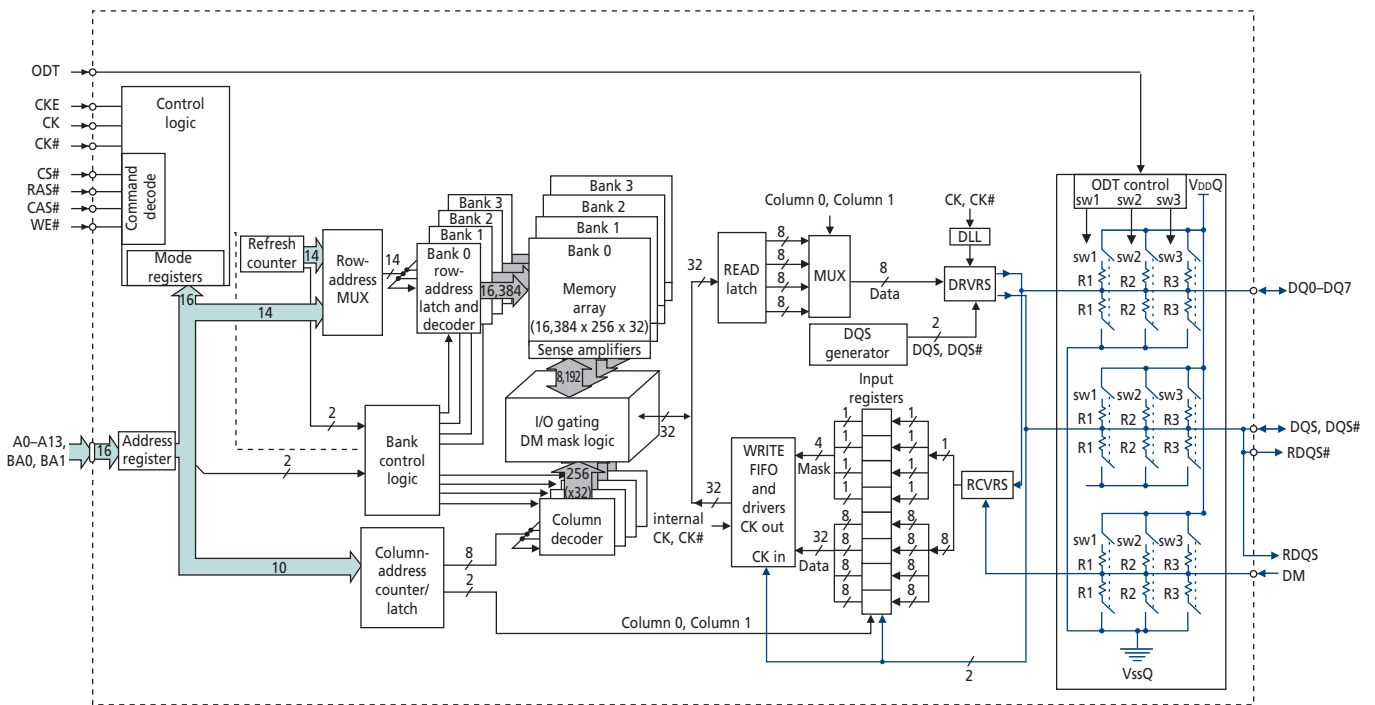 ODT
CKE
CK
CK#
CS#
RAS#
CAS#
WE#
Control
logic
Command
decode
Mode
registers
Refresh
counter
14
Row-
address
MUX
14
16
14
Bank 3
Bank 2
Bank 1
Bank 0
row-
address
latch and
decoder
16,384
Bank 3
Bank 2
Bank 1
Bank 0
Memory
array
(16,384 x 256 x 32)
Sense amplifiers
8,192
I/O gating
DM mask logic
32
256
(x32)
Column
decoder
A0–A13,
BA0, BA1
16
Address
register
2
2
Bank
control
logic
10
Column-
address
counter/
latch
8
2
Column 0, Column 1
32
READ
latch
8
8
8
8
Column 0, Column 1
MUX
8
Data
CK, CK#
DLL
DRVRS
DQS
generator
2
DQS, DQS#
Input
registers
1
1
1
1
1
1
1
1
1
4
Mask
WRITE
FIFO
and
drivers
CK out
CK in
32
internal
CK, CK#
32
Data
8
8
8
8
8
8
8
8
8
RCVRS
2
ODT control
sw1
sw2
sw3
VDDQ
sw1
sw2
sw3
R1
R2
R3
R1
R2
R3
sw1
sw2
sw3
R1
R2
R3
R1
R2
R3
sw1
sw2
sw3
R1
R2
R3
R1
R2
R3
VssQ
DQ0–DQ7
DQS, DQS#
RDQS#
RDQS
DM